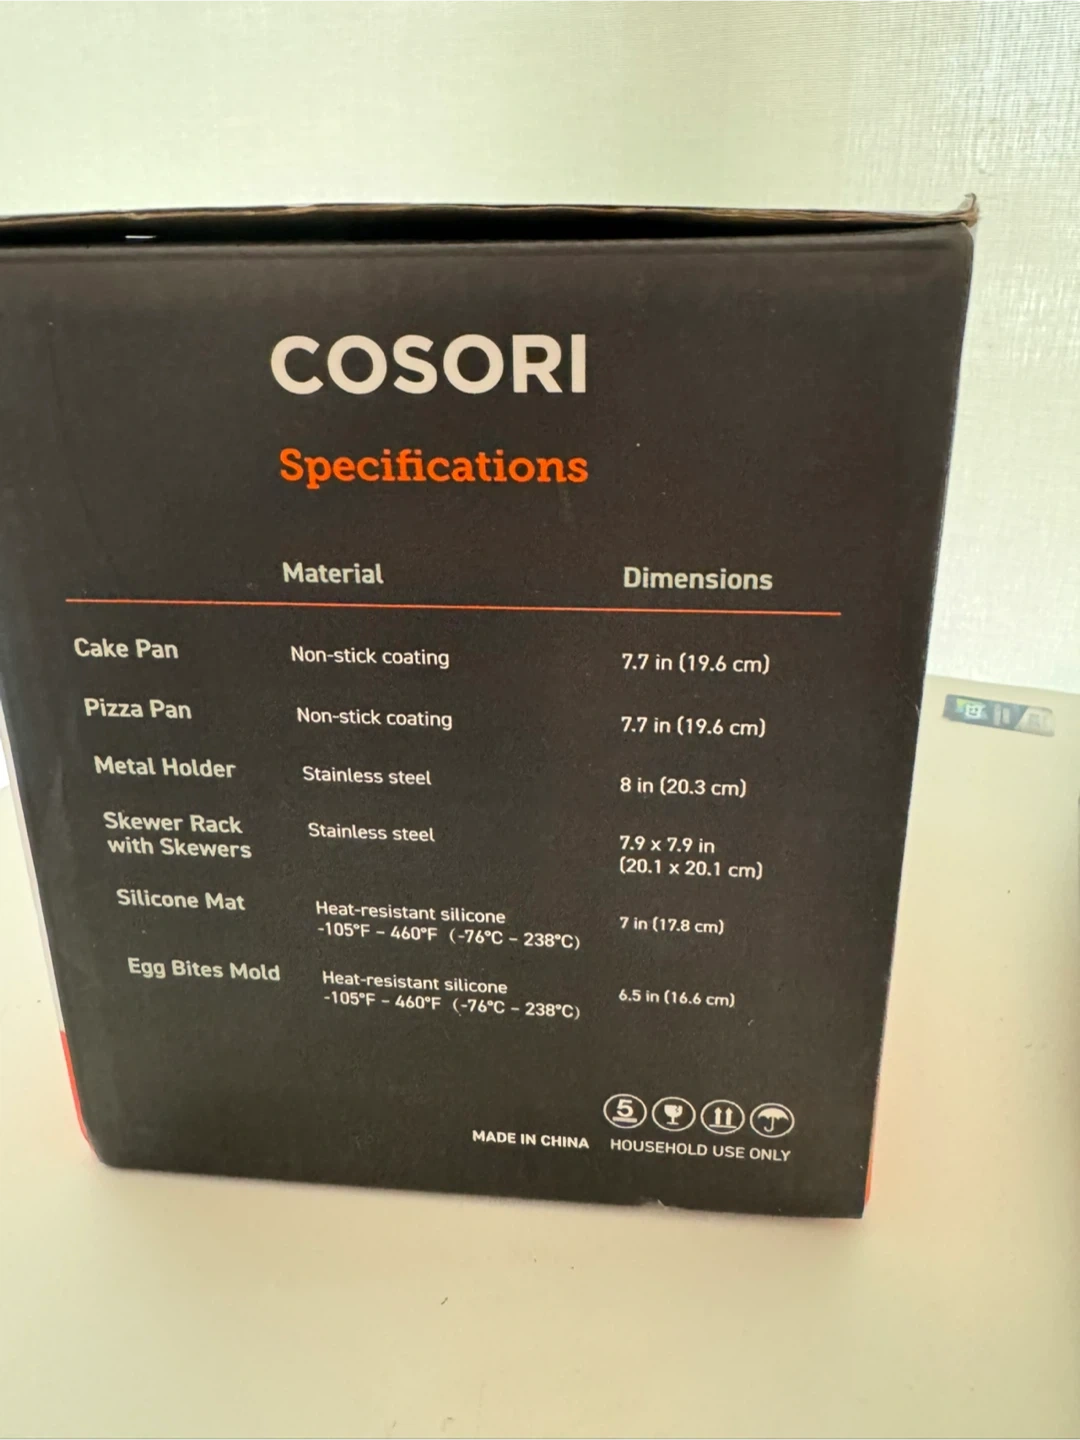 COSORI
Specifications
Material Dimensions
Cake Pan Non-stick coating 7.7 in (19.6 cm)
Pizza Pan Non-stick coating 7.7 in (19.6 cm)
Metal Holder Stainless steel 8 in (20.3 cm)
Skewer Rack
with Skewers Stainless steel 7.9 x 7.9 in
(20.1 x 20.1 cm)
Silicone Mat Heat-resistant silicone
-105°F – 460°F (-76°C – 238°C) 7 in (17.8 cm)
Egg Bites Mold Heat-resistant silicone
-105°F – 460°F (-76°C – 238°C) 6.5 in (16.6 cm)
5
MADE IN CHINA HOUSEHOLD USE ONLY